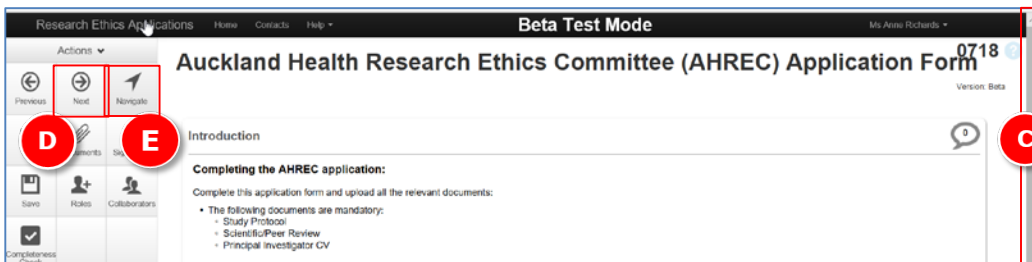 Research Ethics Applications Home Contacts Help Beta Test Mode Ms Anne Richards
Actions
Auckland Health Research Ethics Committee (AHREC) Application Form
0718
Version: Beta
Previous Next Navigate
D E C
Introduction 0
Completing the AHREC application:
Complete this application form and upload all the relevant documents:
• The following documents are mandatory:
◦ Study Protocol
◦ Scientific/Peer Review
◦ Principal Investigator CV
Save Roles Collaborators
Completeness
Check